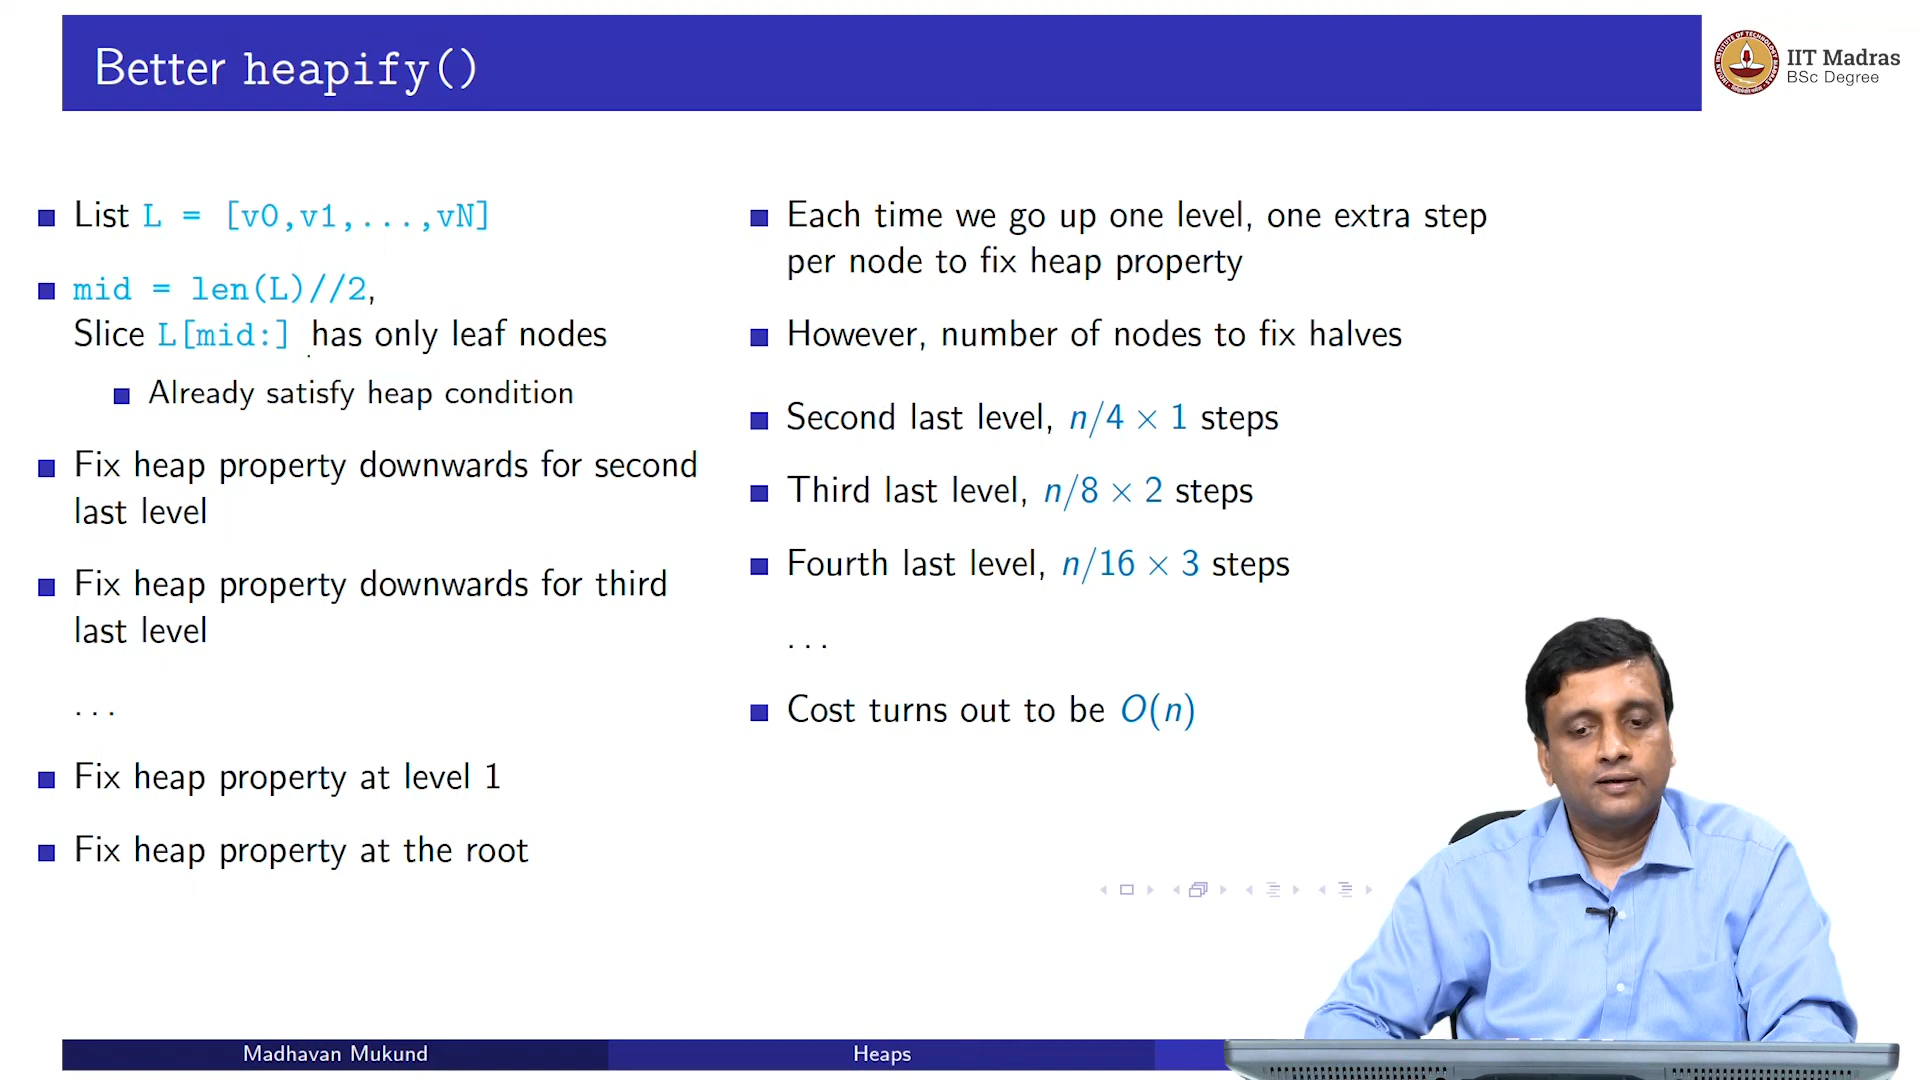 Better heapify()
IIT Madras
BSc Degree
List L = [v0,v1,...,vN]
mid = len(L)//2,
Slice L[mid:] has only leaf nodes
Already satisfy heap condition
Fix heap property downwards for second
last level
Fix heap property downwards for third
last level
...
Fix heap property at level 1
Fix heap property at the root
Each time we go up one level, one extra step
per node to fix heap property
However, number of nodes to fix halves
Second last level, n/4 × 1 steps
Third last level, n/8 × 2 steps
Fourth last level, n/16 × 3 steps
...
Cost turns out to be O(n)
Madhavan Mukund
Heaps